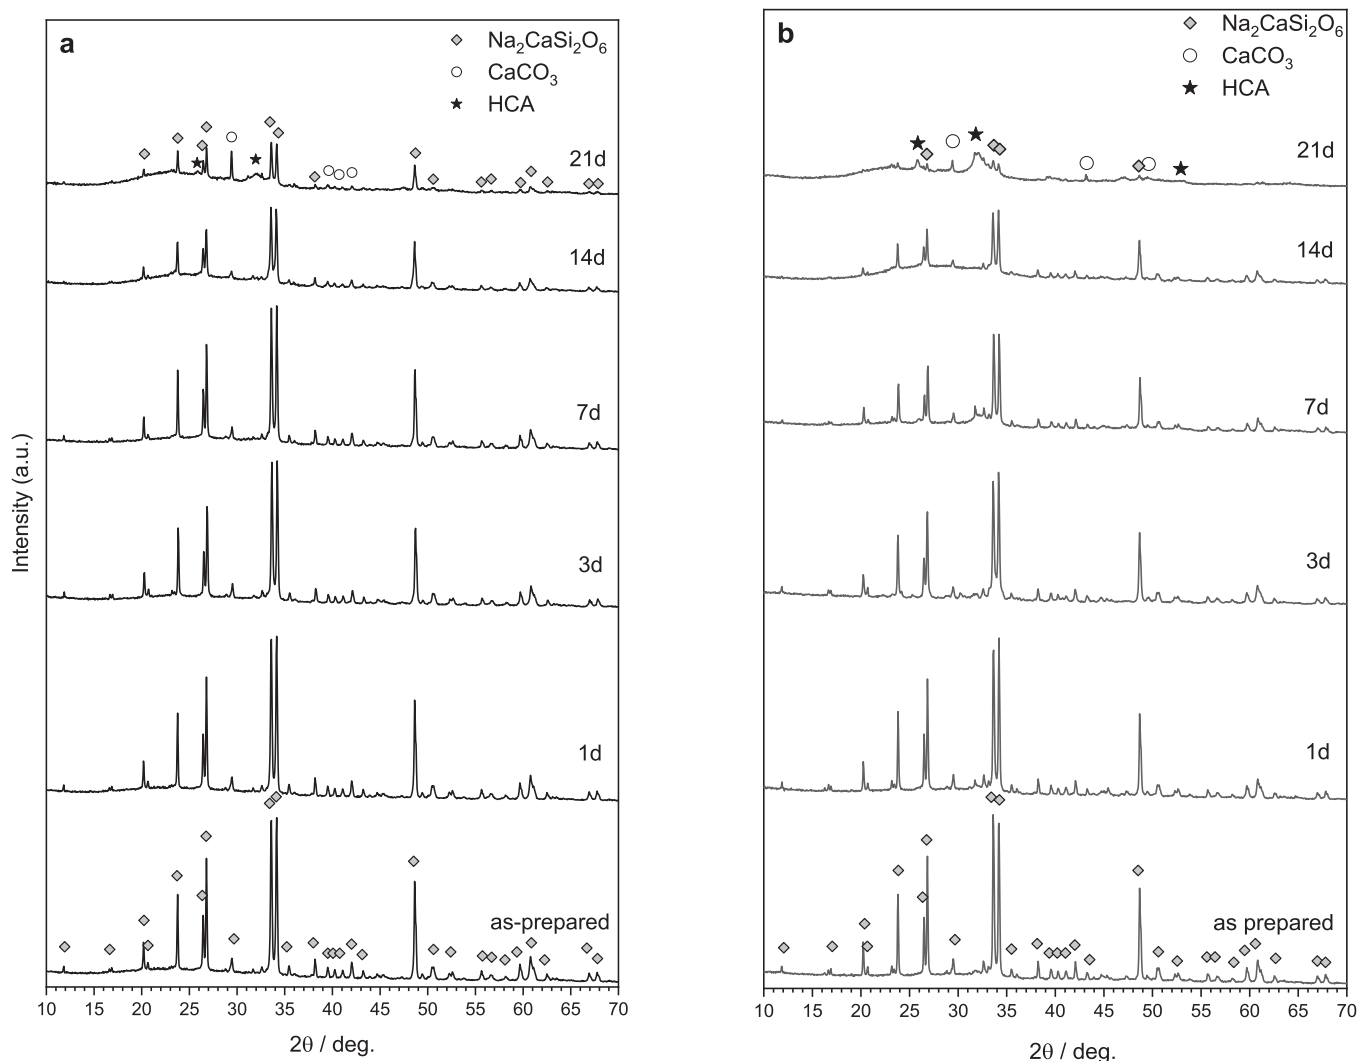 a
Na₂CaSi₂O₆
CaCO₃
HCA
21d
14d
7d
3d
1d
as-prepared
Intensity (a.u.)
10 15 20 25 30 35 40 45 50 55 60 65 70
2θ / deg.
b
Na₂CaSi₂O₆
CaCO₃
HCA
21d
14d
7d
3d
1d
as prepared
10 15 20 25 30 35 40 45 50 55 60 65 70
2θ / deg.